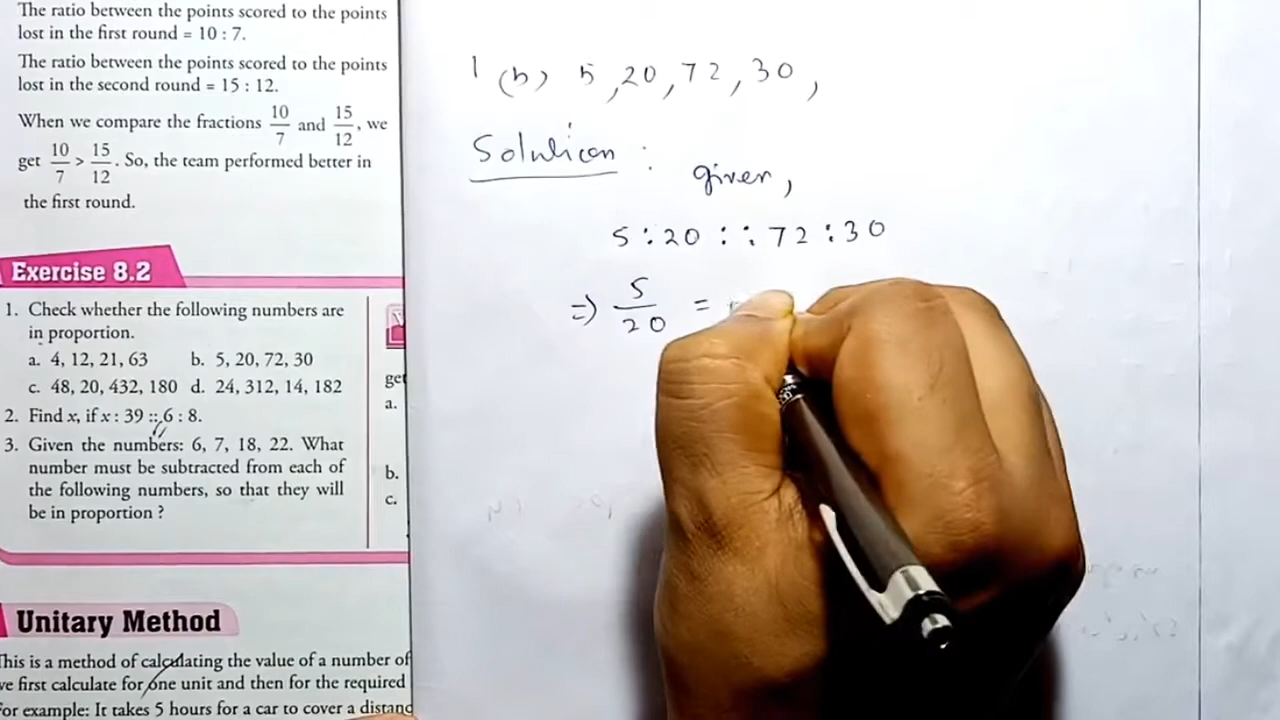 The ratio between the points scored to the points
lost in the first round = 10 : 7.
The ratio between the points scored to the points
lost in the second round = 15 : 12.
When we compare the fractions 10/7 and 15/12, we
get 10/7 > 15/12. So, the team performed better in
the first round.
Exercise 8.2
1. Check whether the following numbers are
in proportion.
a. 4, 12, 21, 63 b. 5, 20, 72, 30
c. 48, 20, 432, 180 d. 24, 312, 14, 182
2. Find x, if x : 39 :: 6 : 8.
3. Given the numbers: 6, 7, 18, 22. What
number must be subtracted from each of
the following numbers, so that they will
be in proportion ?
Unitary Method
This is a method of calculating the value of a number of
we first calculate for one unit and then for the required
For example: It takes 5 hours for a car to cover a distanc
get
a.
b.
c.
1 (b) 5, 20, 72, 30,
Solution : given,
5 : 20 :: 72 : 30
=) 5/20 =